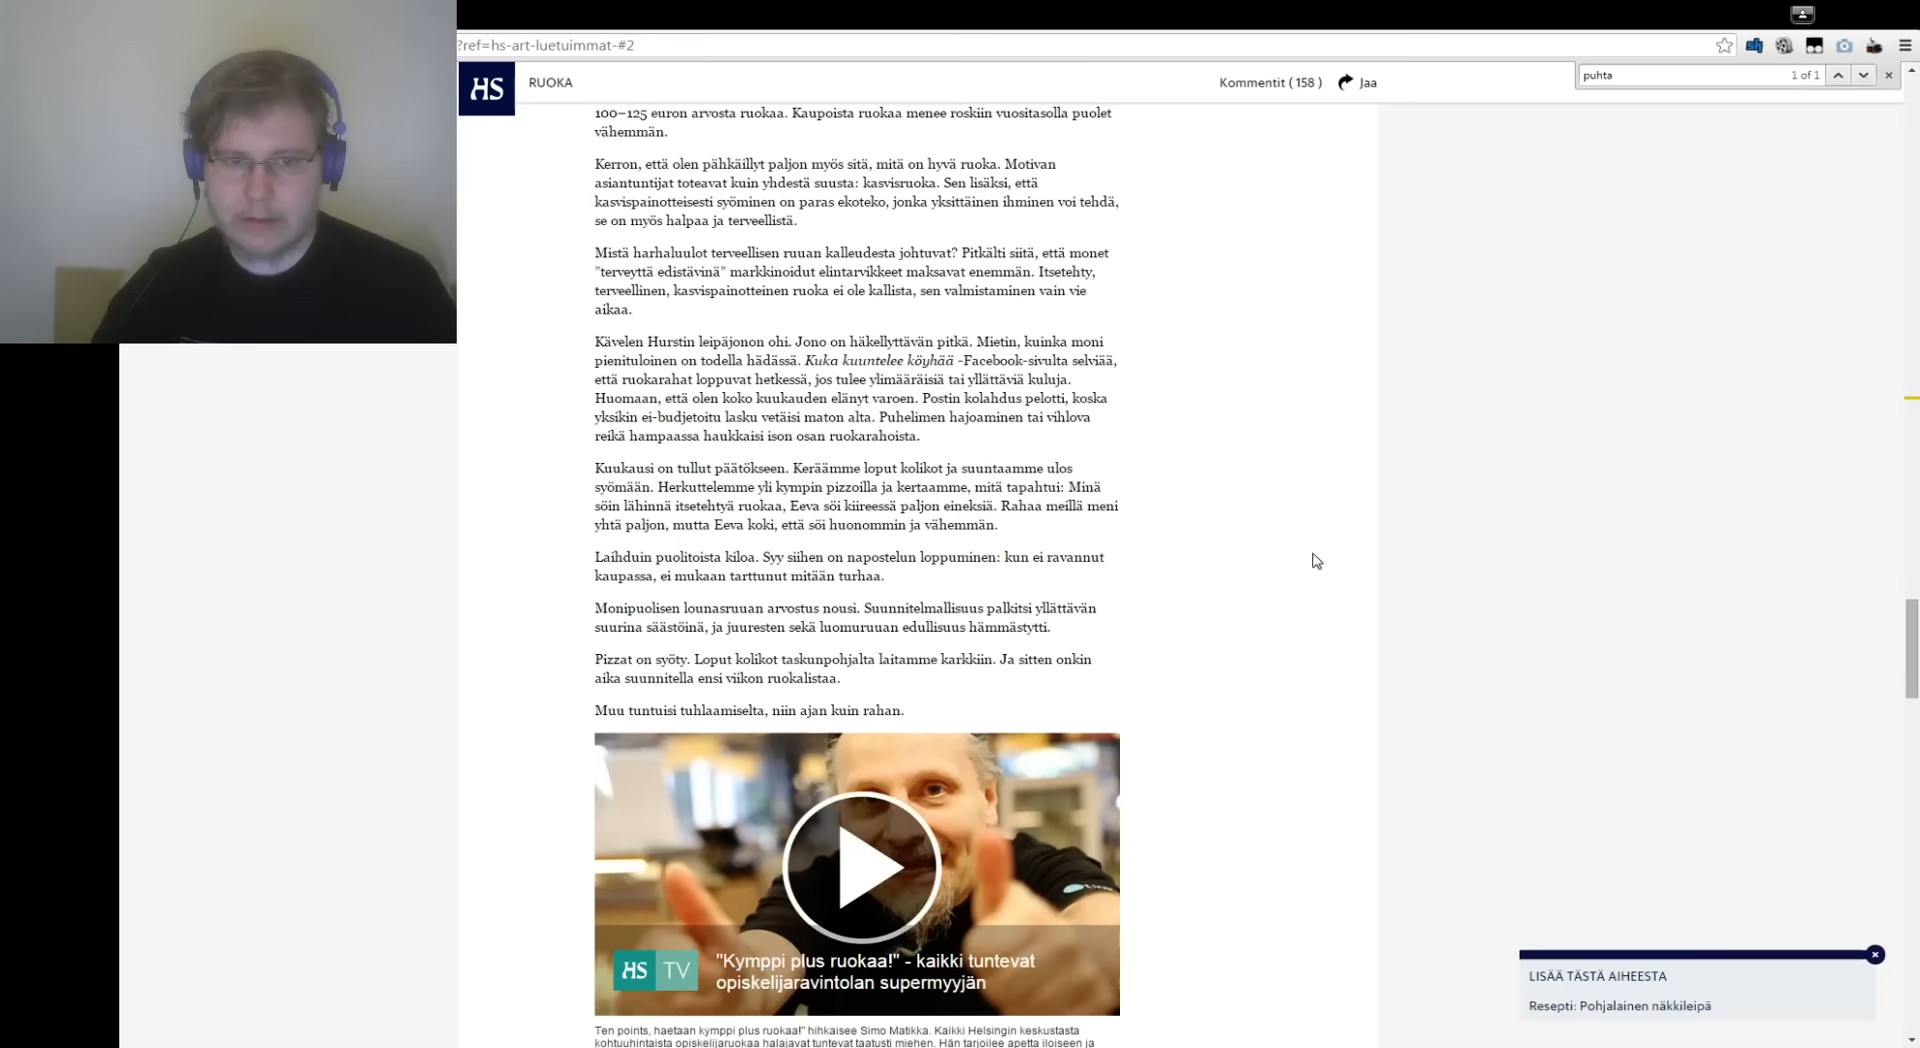 ?ref=hs-art-luetuimmat-#2
puhta
1 of 1
HS
RUOKA
Kommentit (158)
Jaa
100–125 euron arvosta ruokaa. Kaupoista ruokaa menee roskiin vuositasolla puolet
vähemmän.
Kerron, että olen pähkäillyt paljon myös sitä, mitä on hyvä ruoka. Motivan
asiantuntijat toteavat kuin yhdestä suusta: kasvisruoka. Sen lisäksi, että
kasvispainotteisesti syöminen on paras ekoteko, jonka yksittäinen ihminen voi tehdä,
se on myös halpaa ja terveellistä.
Mistä harhaluulot terveellisen ruuan kalleudesta johtuvat? Pitkälti siitä, että monet
”terveyttä edistävinä” markkinoidut elintarvikkeet maksavat enemmän. Itsetehty,
terveellinen, kasvispainotteinen ruoka ei ole kallista, sen valmistaminen vain vie
aikaa.
Kävelen Hurstin leipäjonon ohi. Jono on häkellyttävän pitkä. Mietin, kuinka moni
pienituloinen on todella hädässä. Kuka kuuntelee köyhää -Facebook-sivulta selviää,
että ruokarahat loppuvat hetkessä, jos tulee ylimääräisiä tai yllättäviä kuluja.
Huomaan, että olen koko kuukauden elänyt varoen. Postin kolahdus pelotti, koska
yksikin ei-budjetoitu lasku vetäisi maton alta. Puhelimen hajoaminen tai vihlova
reikä hampaassa haukkaisi ison osan ruokarahoista.
Kuukausi on tullut päätökseen. Keräämme loput kolikot ja suuntaamme ulos
syömään. Herkuttelemme yli kympin pizzoilla ja kertaamme, mitä tapahtui: Minä
söin lähinnä itsetehtyä ruokaa, Eeva söi kiireessä paljon eineksiä. Rahaa meillä meni
yhtä paljon, mutta Eeva koki, että söi huonommin ja vähemmän.
Laihduin puolitoista kiloa. Syy siihen on napostelun loppuminen: kun ei ravannut
kaupassa, ei mukaan tarttunut mitään turhaa.
Monipuolisen lounasruuan arvostus nousi. Suunnitelmallisuus palkitsi yllättävän
suurina säästöinä, ja juuresten sekä luomuruuan edullisuus hämmästytti.
Pizzat on syöty. Loput kolikot taskunpohjalta laitamme karkkiin. Ja sitten onkin
aika suunnitella ensi viikon ruokalistaa.
Muu tuntuisi tuhlaamiselta, niin ajan kuin rahan.
HS TV
"Kymppi plus ruokaa!" - kaikki tuntevat
opiskelijaravintolan supermyyjän
Ten points, haetaan kymppi plus ruokaa!" hihkaisee Simo Matikka. Kaikki Helsingin keskustasta
kohtuuhintaista opiskelijaruokaa halajavat tuntevat taatusti miehen. Hän tarjoilee apetta iloiseen ja
LISÄÄ TÄSTÄ AIHEESTA
Resepti: Pohjalainen näkkileipä